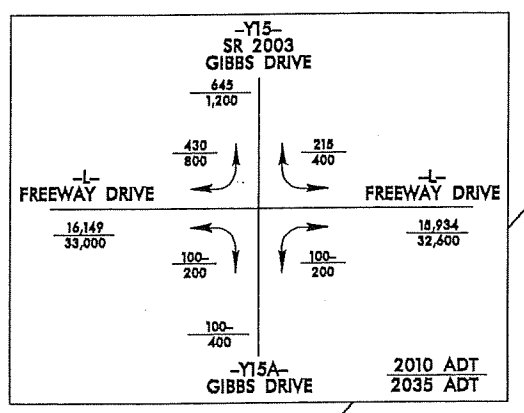 -Y15-
SR 2003
GIBBS DRIVE
645
1,200
430
800
215
400
-L-
FREEWAY DRIVE
-L-
FREEWAY DRIVE
16,149
33,000
15,934
32,600
100-
200
100-
200
100-
400
-Y15A-
GIBBS DRIVE
2010 ADT
2035 ADT